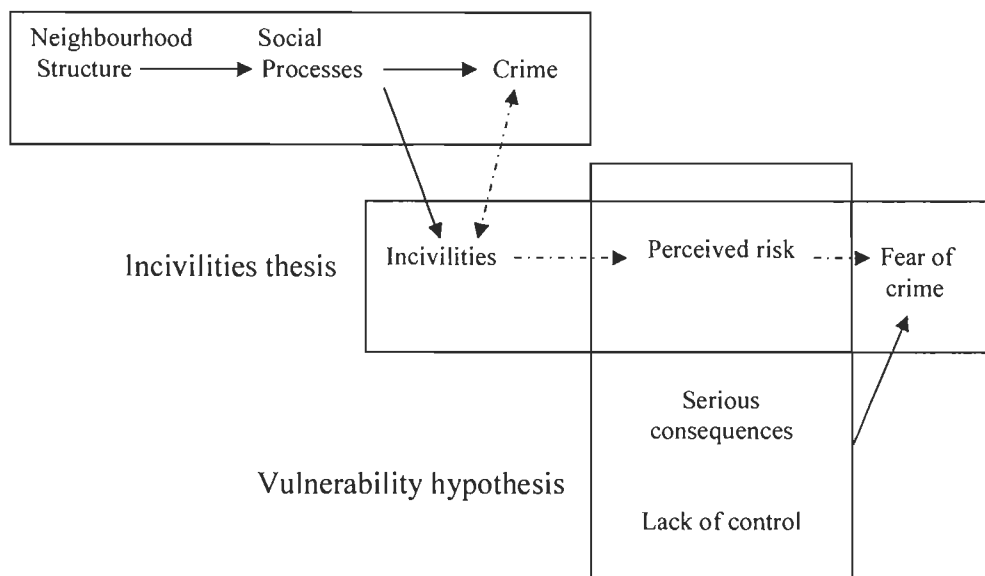 Neighbourhood
Structure
Social
Processes
Crime
Incivilities thesis
Incivilities
Perceived risk
Fear of
crime
Serious
consequences
Vulnerability hypothesis
Lack of control